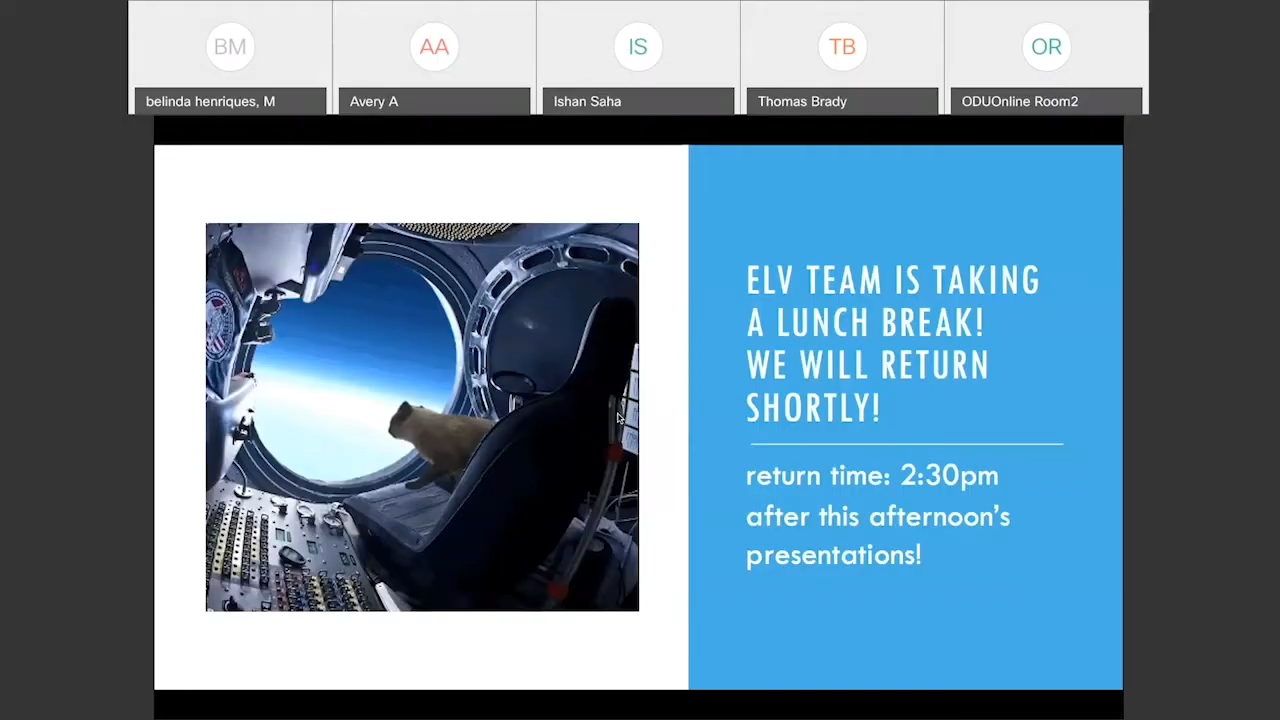 BM
AA
IS
TB
OR
belinda henriques, M
Avery A
Ishan Saha
Thomas Brady
ODUOnline Room2
ELV TEAM IS TAKING
A LUNCH BREAK!
WE WILL RETURN
SHORTLY!
return time: 2:30pm
after this afternoon’s
presentations!